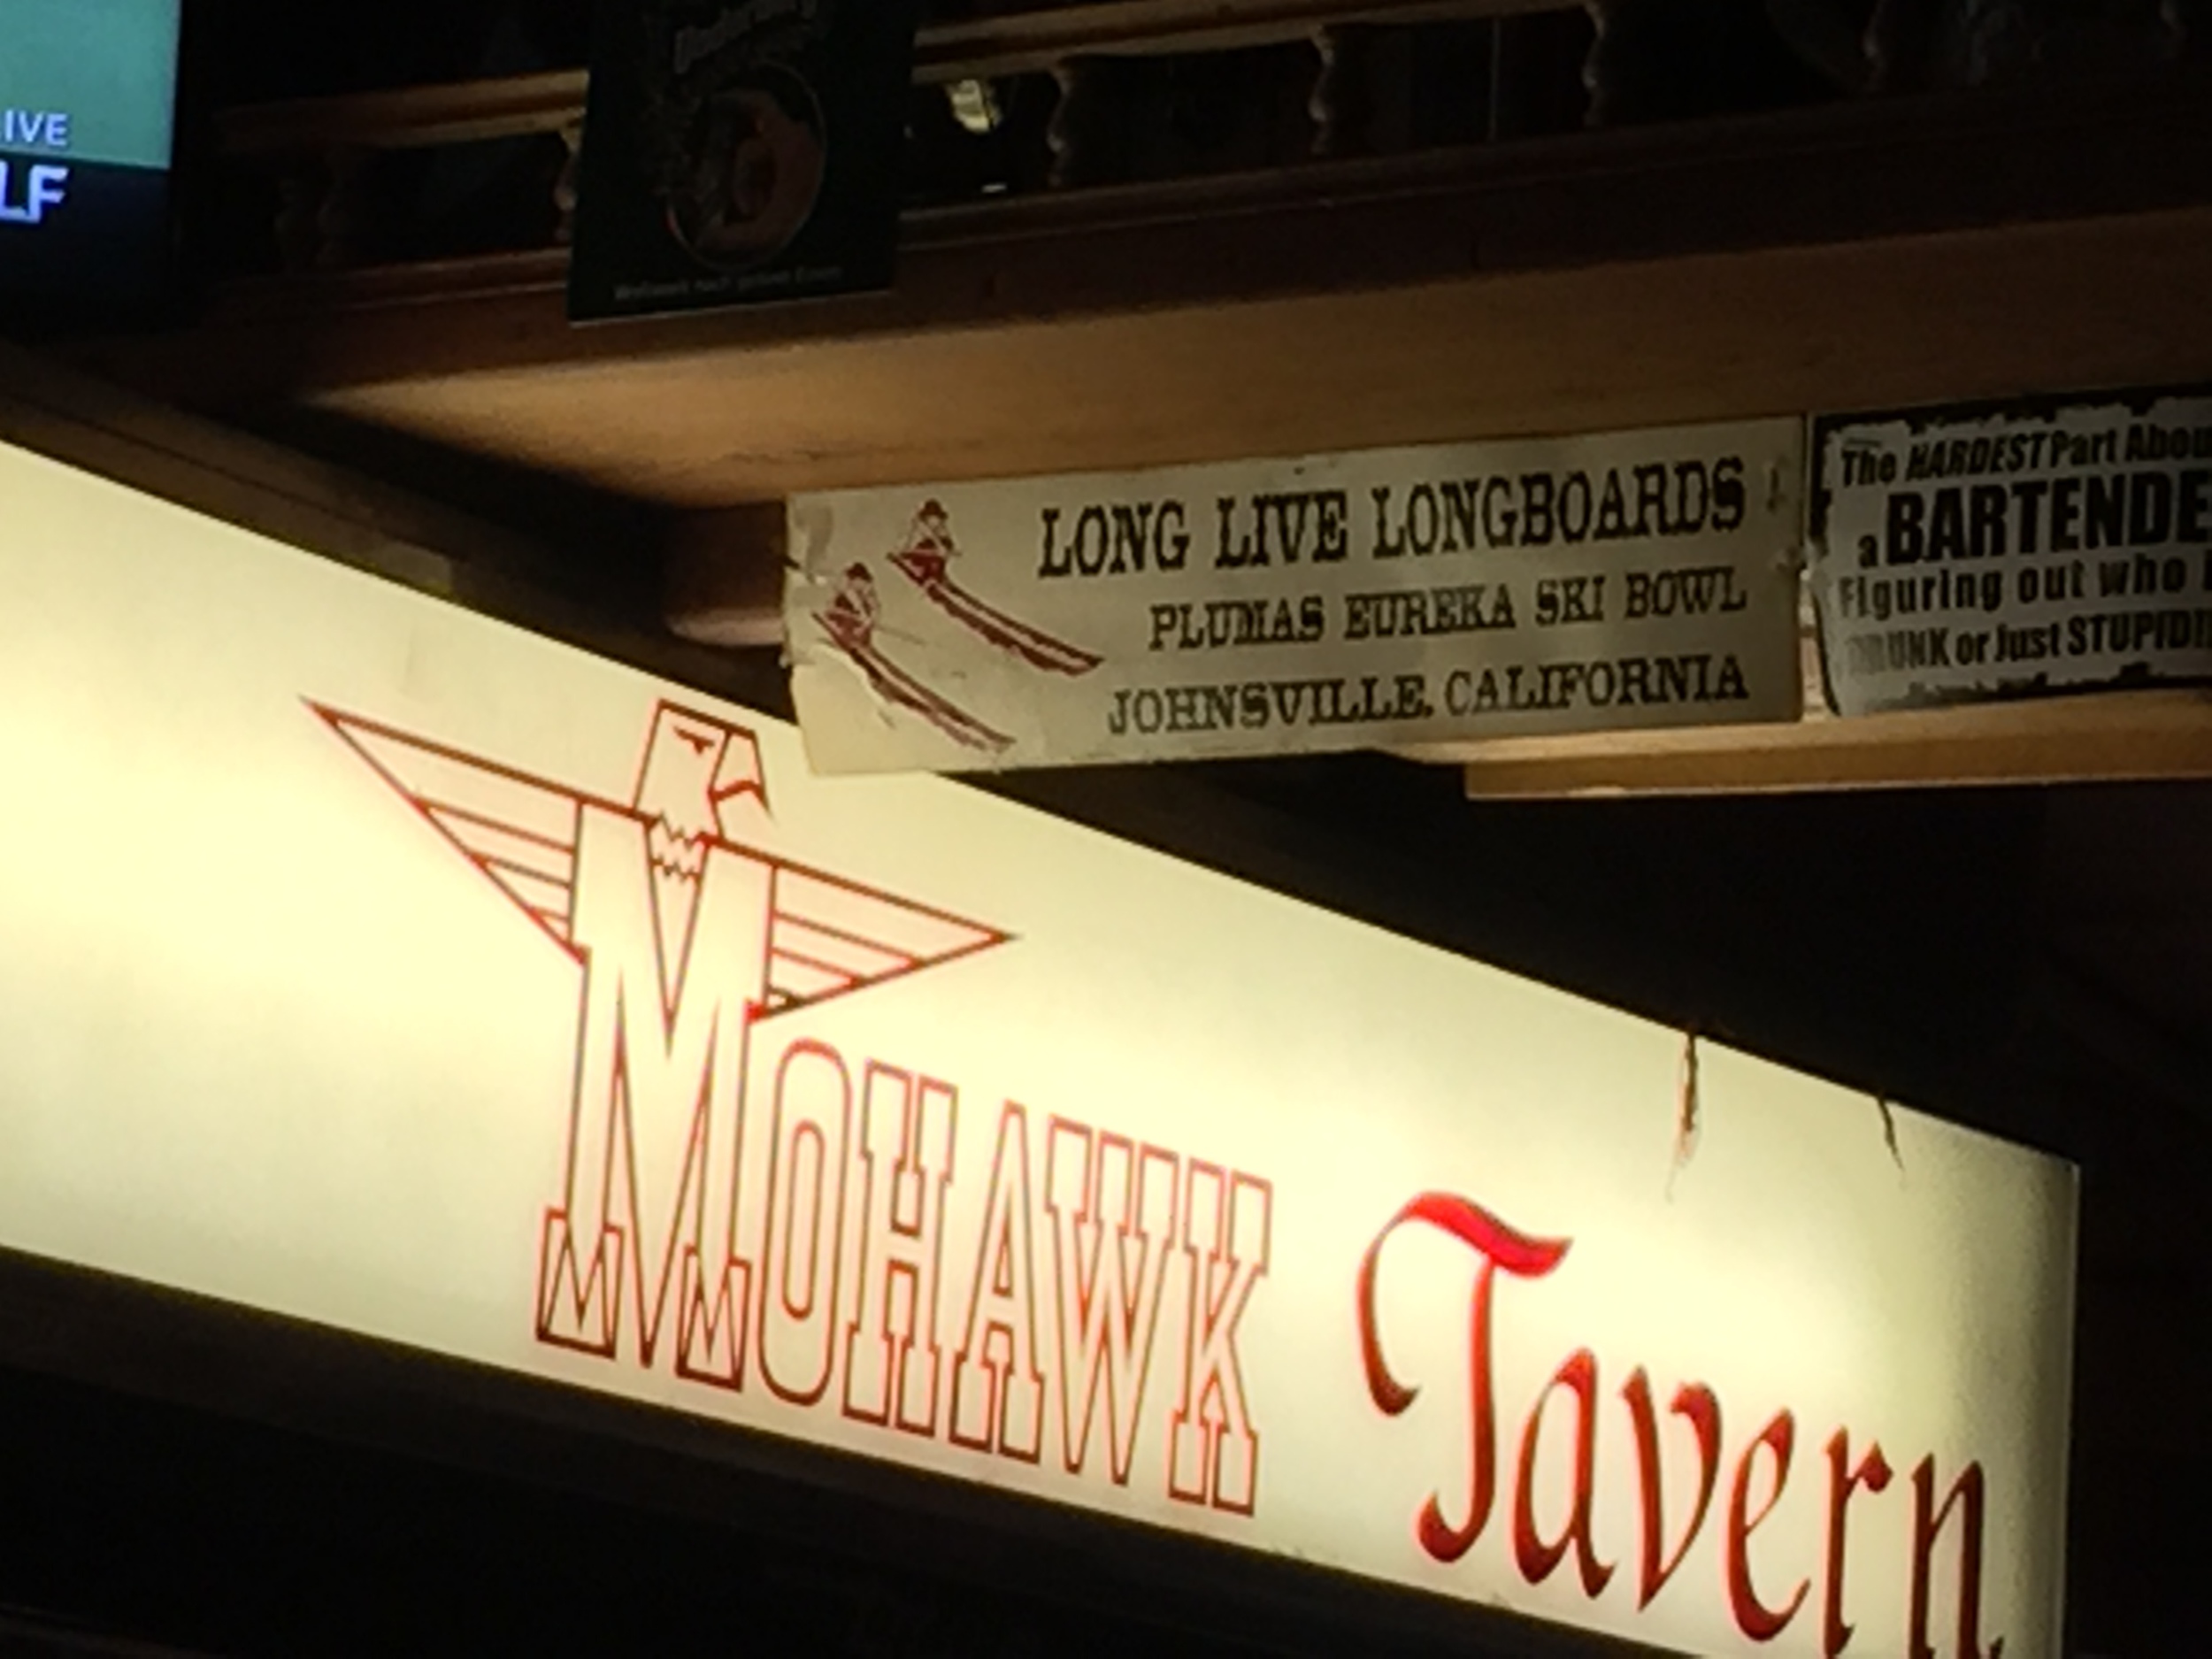 IVE
LF
LONG LIVE LONGBOARDS
PLUMAS EUREKA SKI BOWL
JOHNSVILLE, CALIFORNIA
The HARDEST Part Abou
a BARTENDE
Figuring out who
DRUNK or Just STUPID
MOHAWK Tavern